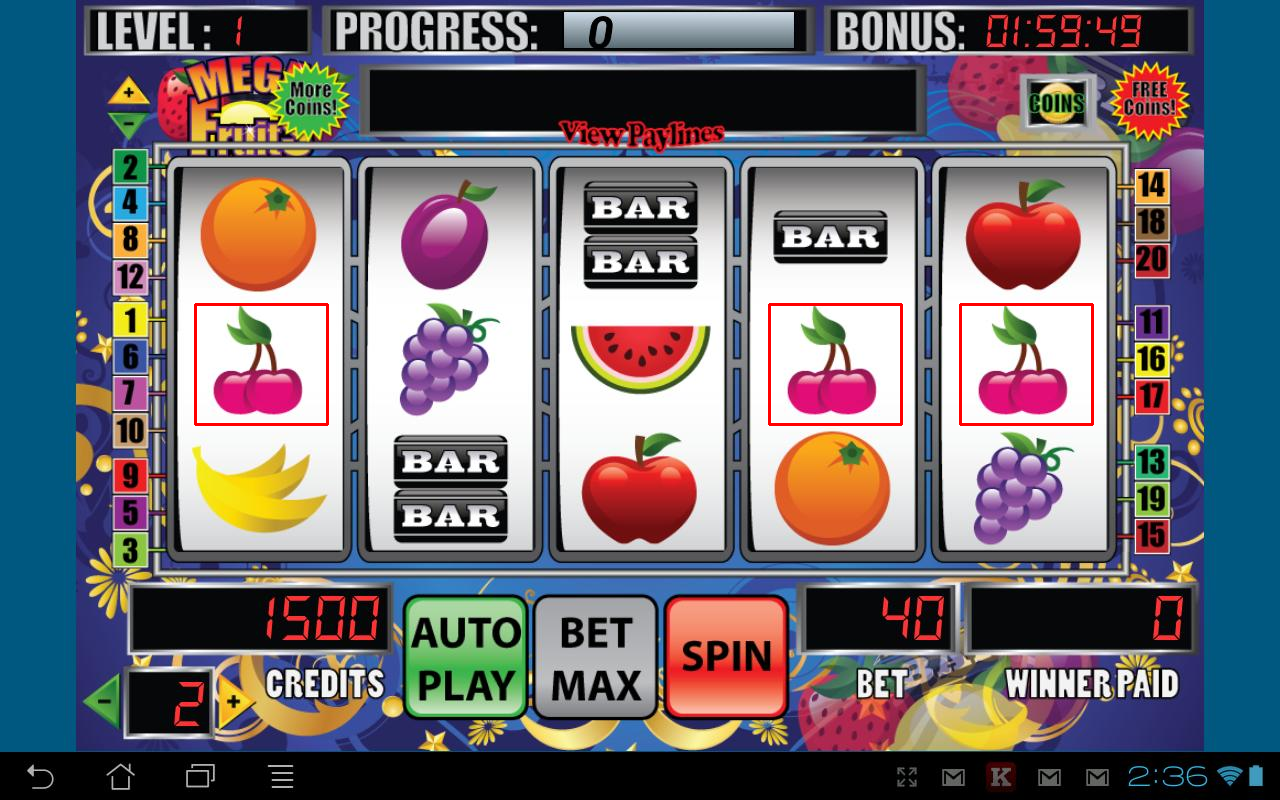 LEVEL: 1 PROGRESS: 0 BONUS: 01:59:49
MEGA Fruits
More Coins!
COINS
FREE Coins!
View Paylines
+
-
2
4
8
12
1
6
7
10
9
5
3
BAR
BAR
BAR
BAR
BAR
14
18
20
11
16
17
13
19
15
1500
CREDITS
- 2 +
AUTO PLAY
BET MAX
SPIN
40
BET
0
WINNER PAID
K
2:36